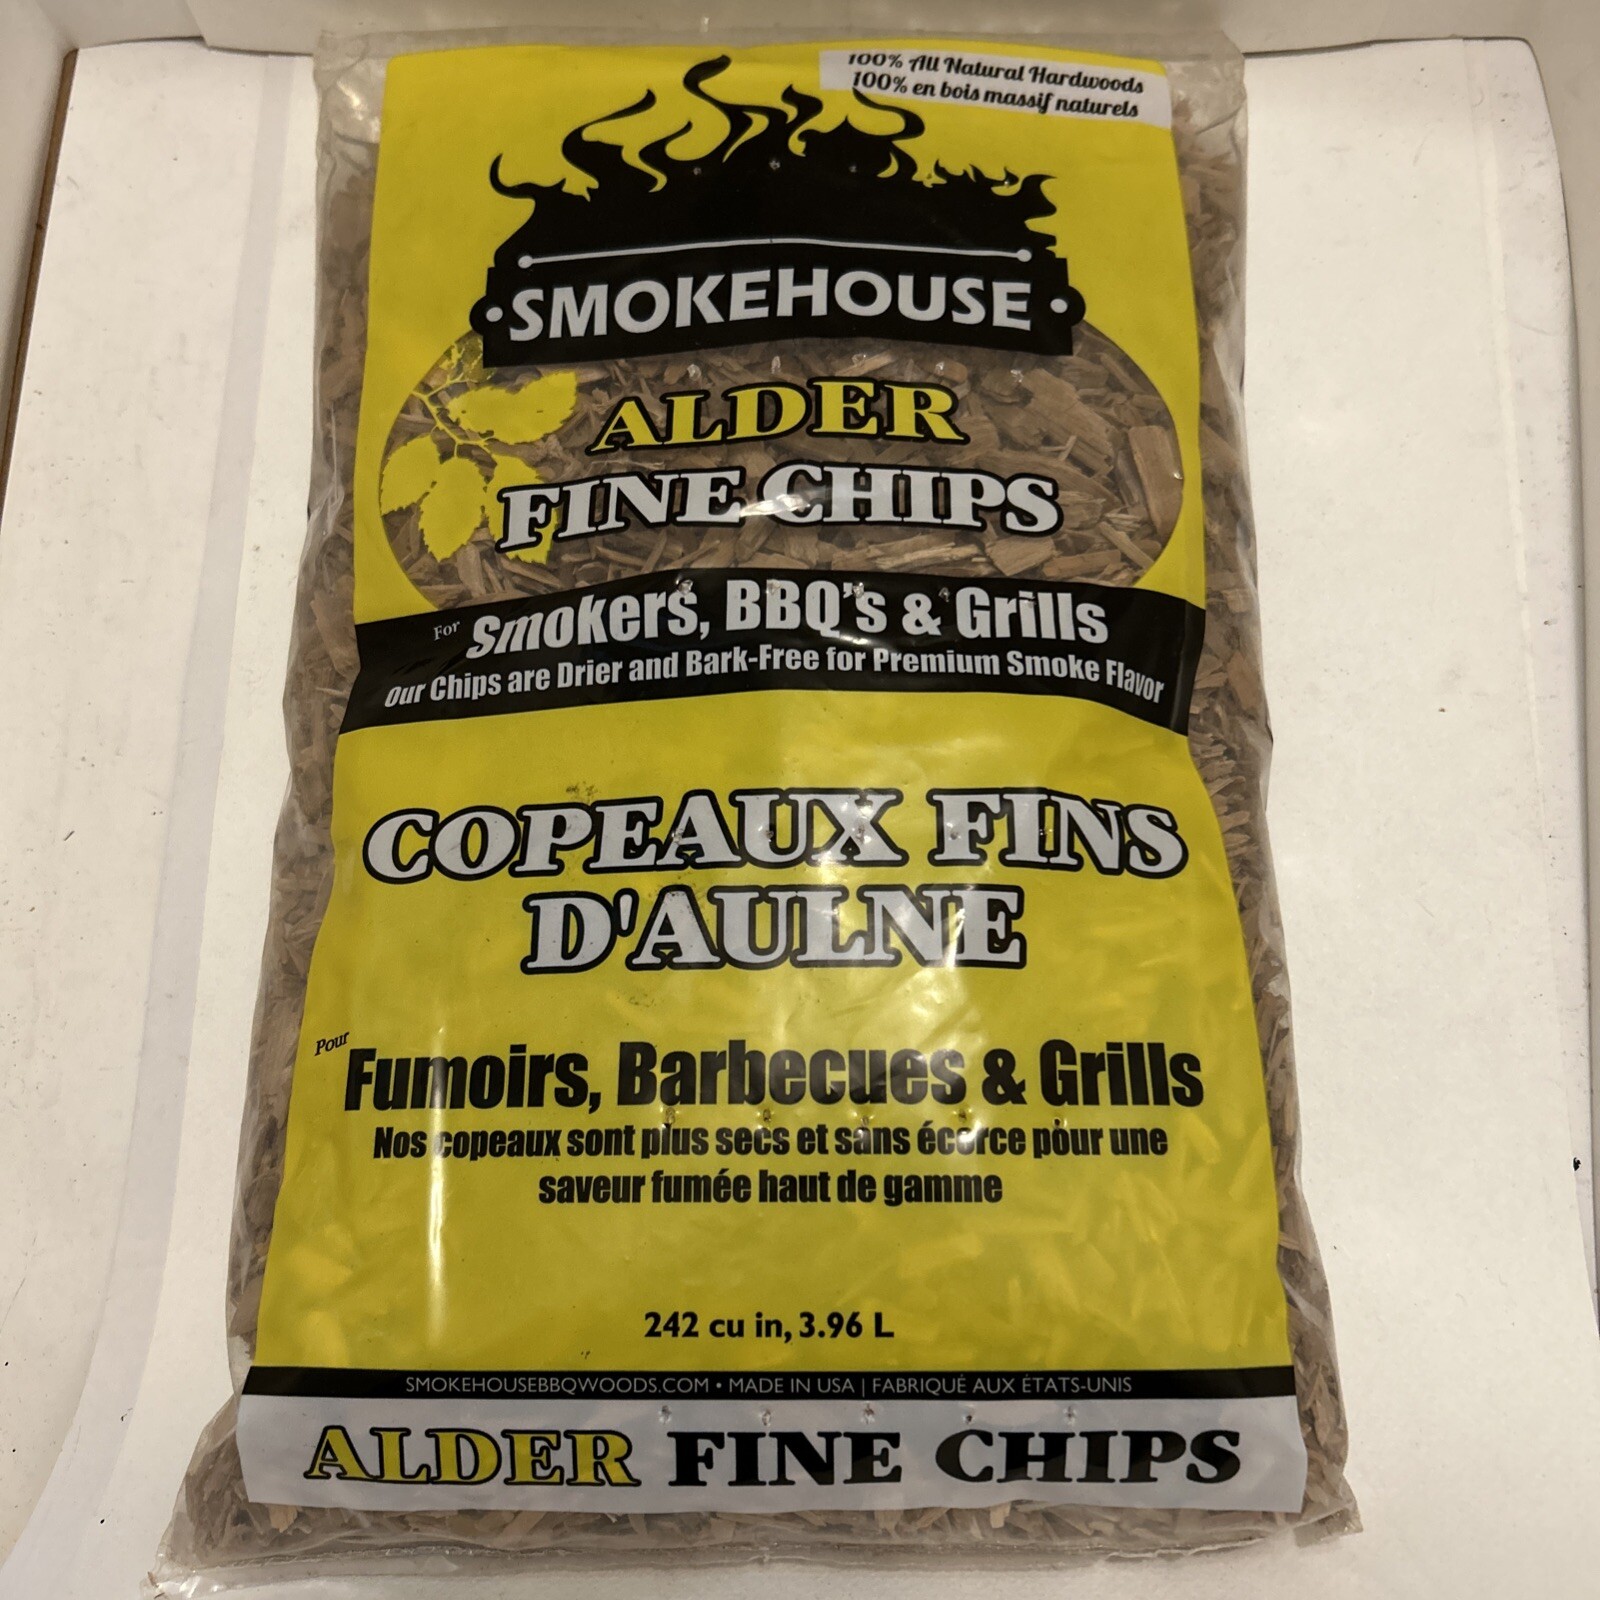 100% All Natural Hardwoods
100% en bois massif naturels
SMOKEHOUSE
ALDER
FINE CHIPS
For Smokers, BBQ's & Grills
Our Chips are Drier and Bark-Free for Premium Smoke Flavor
COPEAUX FINS
D'AULNE
Pour Fumoirs, Barbecues & Grills
Nos copeaux sont plus secs et sans écorce pour une
saveur fumée haut de gamme
242 cu in, 3.96 L
SMOKEHOUSEBBQWOODS.COM • MADE IN USA | FABRIQUÉ AUX ÉTATS-UNIS
ALDER FINE CHIPS